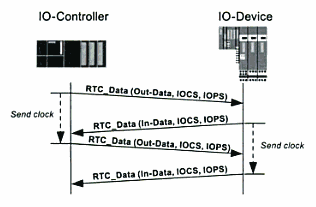 IO-Controller
IO-Device
RTC_Data (Out-Data, IOCS, IOPS)
Send clock
RTC_Data (In-Data, IOCS, IOPS)
RTC_Data (Out-Data, IOCS, IOPS)
Send clock
RTC_Data (In-Data, IOCS, IOPS)